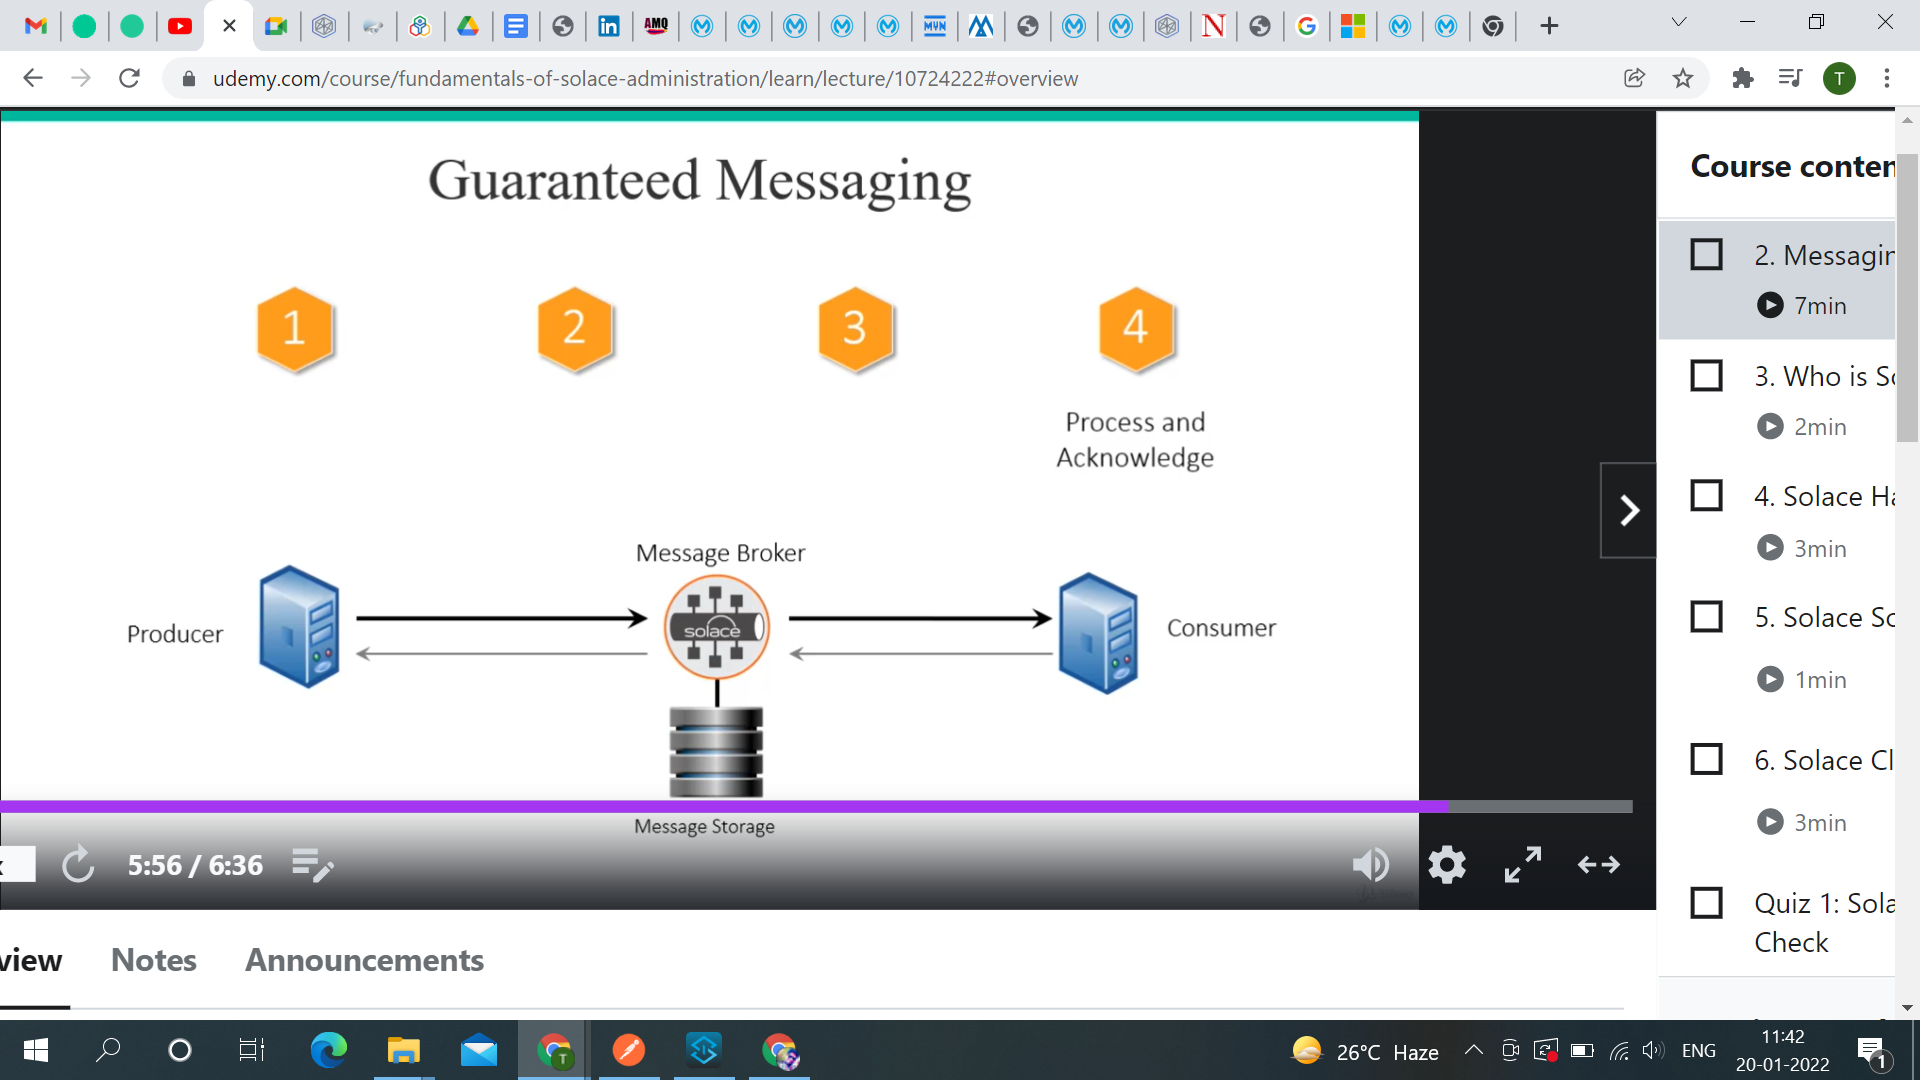 udemy.com/course/fundamentals-of-solace-administration/learn/lecture/10724222#overview
T
Guaranteed Messaging
1
2
3
4
Process and
Acknowledge
Message Broker
Producer
solace
Consumer
Message Storage
5:56 / 6:36
view
Notes
Announcements
Course conten
2. Messagin
7min
3. Who is So
2min
4. Solace Ha
3min
5. Solace So
1min
6. Solace Cl
3min
Quiz 1: Sola
Check
26°C Haze
ENG
11:42
20-01-2022
1